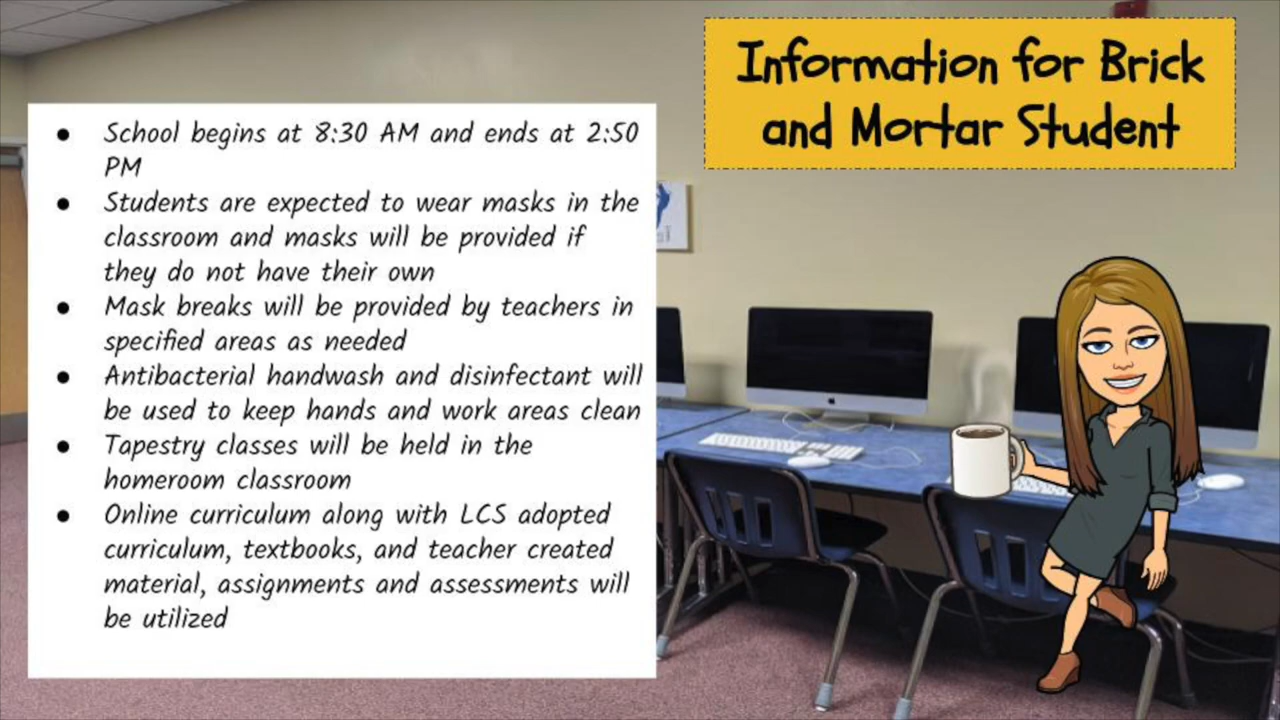 Information for Brick
and Mortar Student
● School begins at 8:30 AM and ends at 2:50
PM
● Students are expected to wear masks in the
classroom and masks will be provided if
they do not have their own
● Mask breaks will be provided by teachers in
specified areas as needed
● Antibacterial handwash and disinfectant will
be used to keep hands and work areas clean
● Tapestry classes will be held in the
homeroom classroom
● Online curriculum along with LCS adopted
curriculum, textbooks, and teacher created
material, assignments and assessments will
be utilized